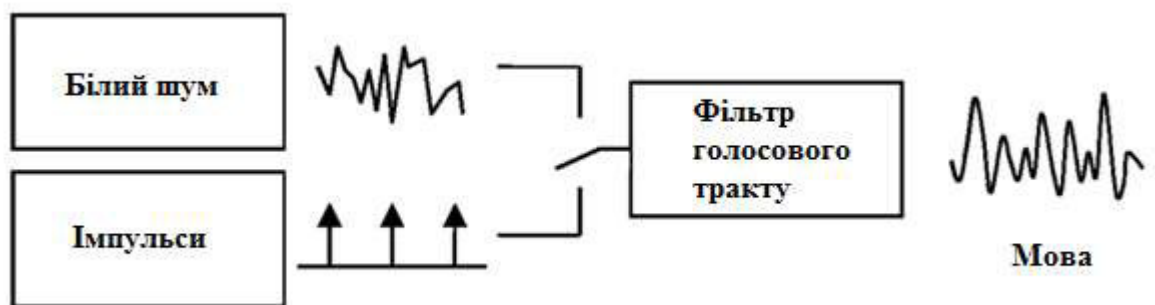 Білий шум
Імпульси
Фільтр
голосового
тракту
Мова